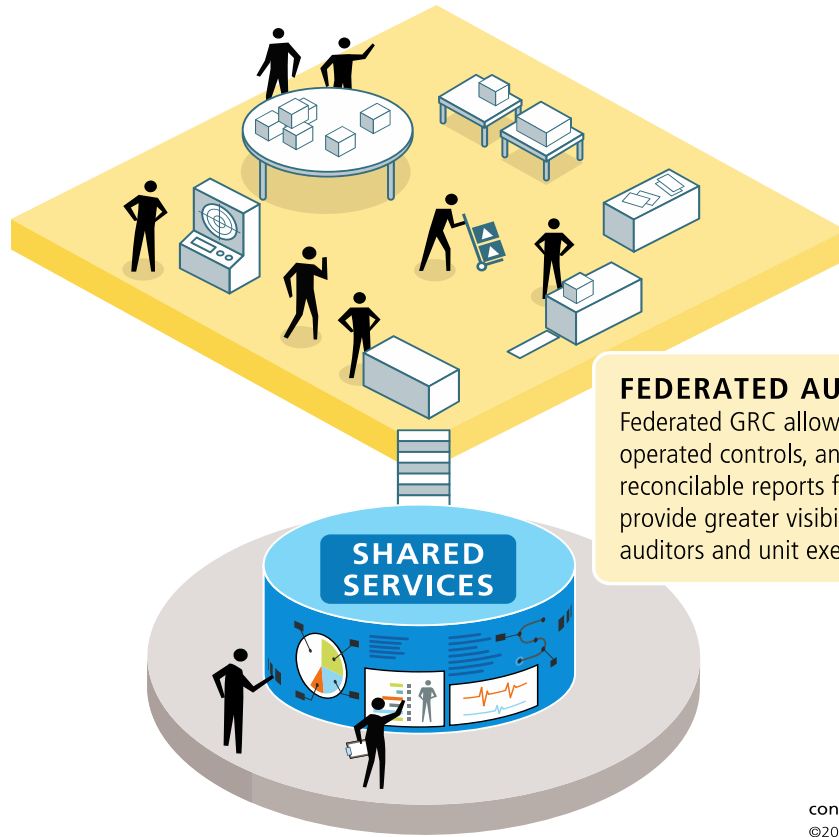 FEDERATED AU
Federated GRC allow
operated controls, an
reconcilable reports f
provide greater visibi
auditors and unit exe
SHARED
SERVICES
con
©20